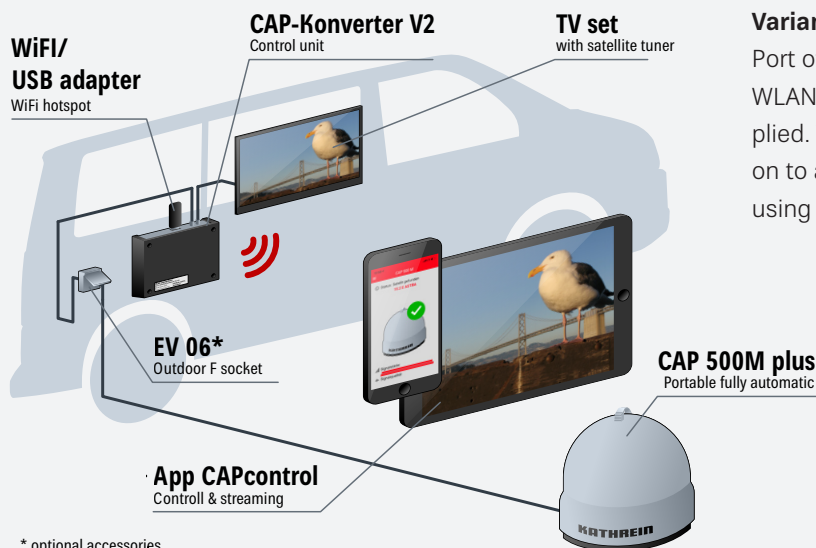 WiFI/
USB adapter
WiFi hotspot
CAP-Konverter V2
Control unit
TV set
with satellite tuner
Port o
WLAN
plied.
on to a
using
EV 06*
Outdoor F socket
CAP 500M plus
Portable fully automatic
App CAPcontrol
Controll & streaming
KATHREIN
* optional accessories